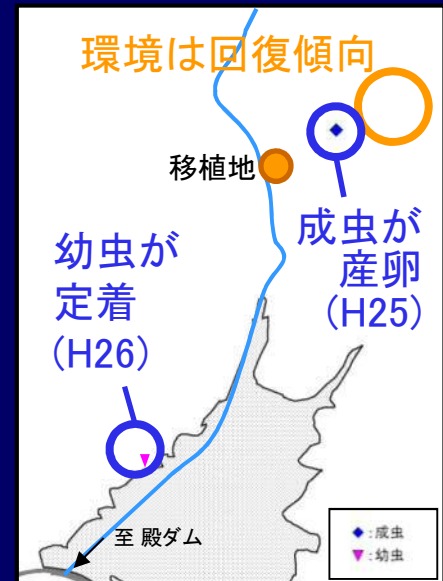 環境は回復傾向
移植地
成虫が
産卵
(H25)
幼虫が
定着
(H26)
至 殿ダム
◆:成虫
▼:幼虫